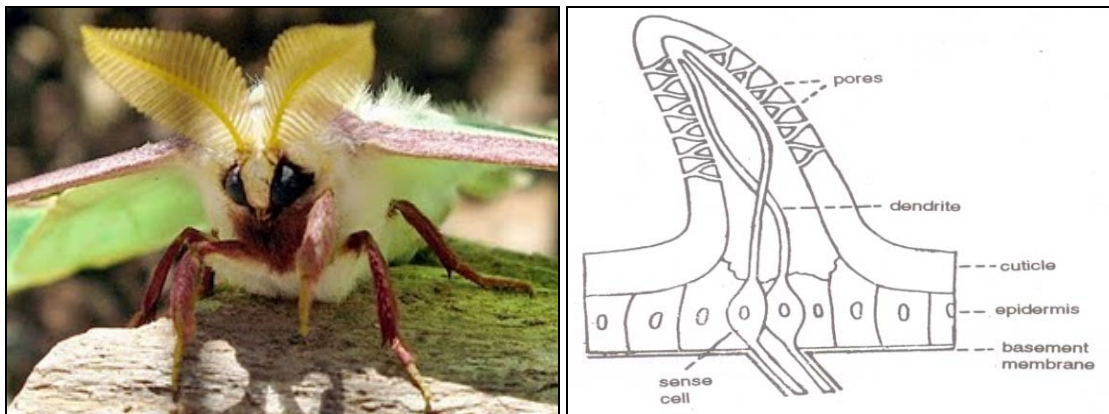 pores
dendrite
cuticle
epidermis
basement
membrane
sense
cell